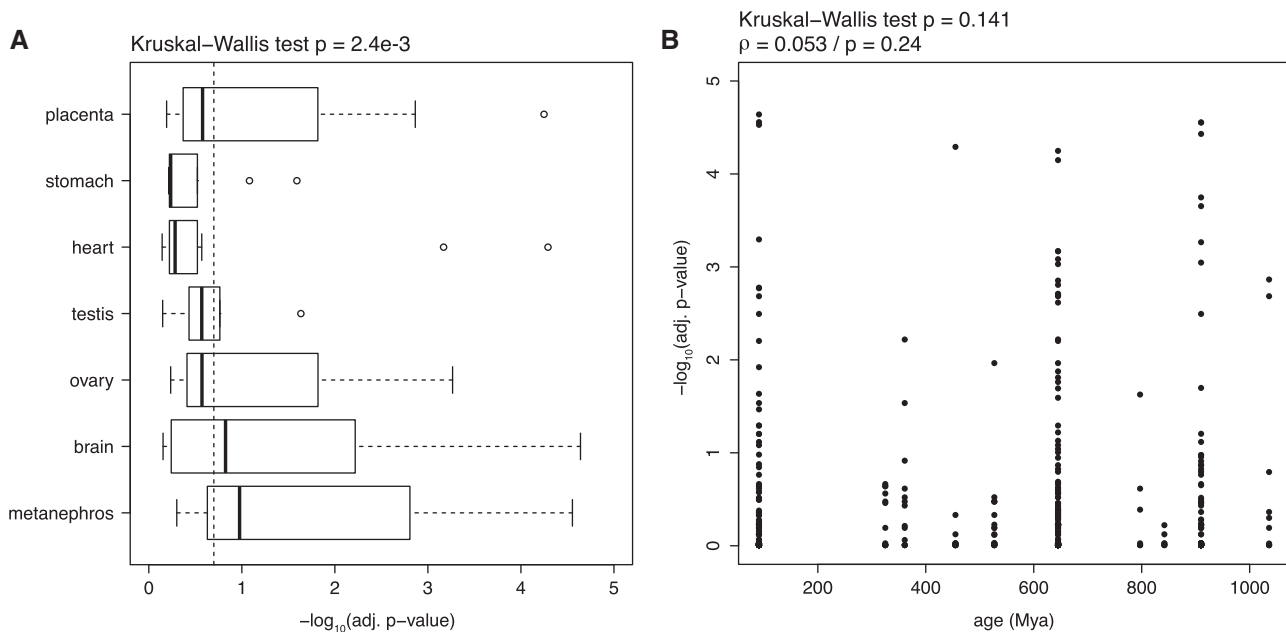 A
Kruskal–Wallis test p = 2.4e-3
placenta
stomach
heart
testis
ovary
brain
metanephros
0 1 2 3 4 5
−log10(adj. p−value)
B
Kruskal–Wallis test p = 0.141
ρ = 0.053 / p = 0.24
−log10(adj. p−value)
5
4
3
2
1
0
200 400 600 800 1000
age (Mya)